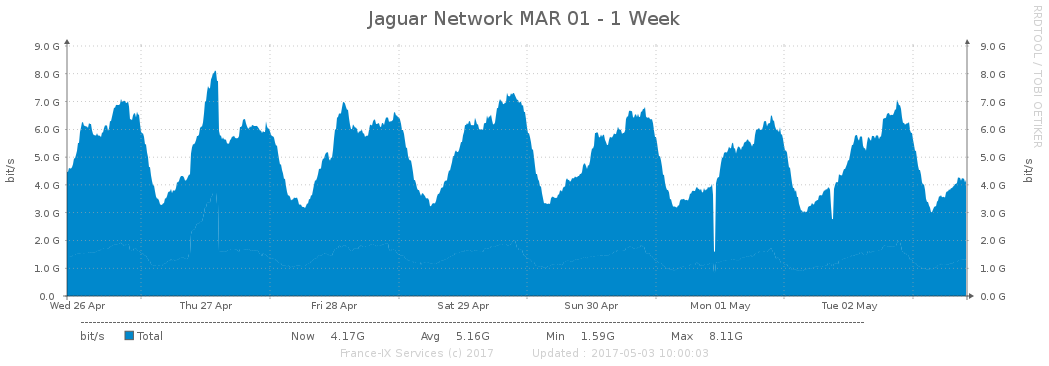 Jaguar Network MAR 01 - 1 Week
RRDTOOL / TOBI OETIKER
9.0 G 9.0 G
8.0 G 8.0 G
7.0 G 7.0 G
6.0 G 6.0 G
5.0 G 5.0 G
4.0 G 4.0 G
3.0 G 3.0 G
2.0 G 2.0 G
1.0 G 1.0 G
0.0 0.0 G
bit/s
bit/s
Wed 26 Apr Thu 27 Apr Fri 28 Apr Sat 29 Apr Sun 30 Apr Mon 01 May Tue 02 May
bit/s Total Now 4.17G Avg 5.16G Min 1.59G Max 8.11G
France-IX Services (c) 2017 Updated : 2017-05-03 10:00:03